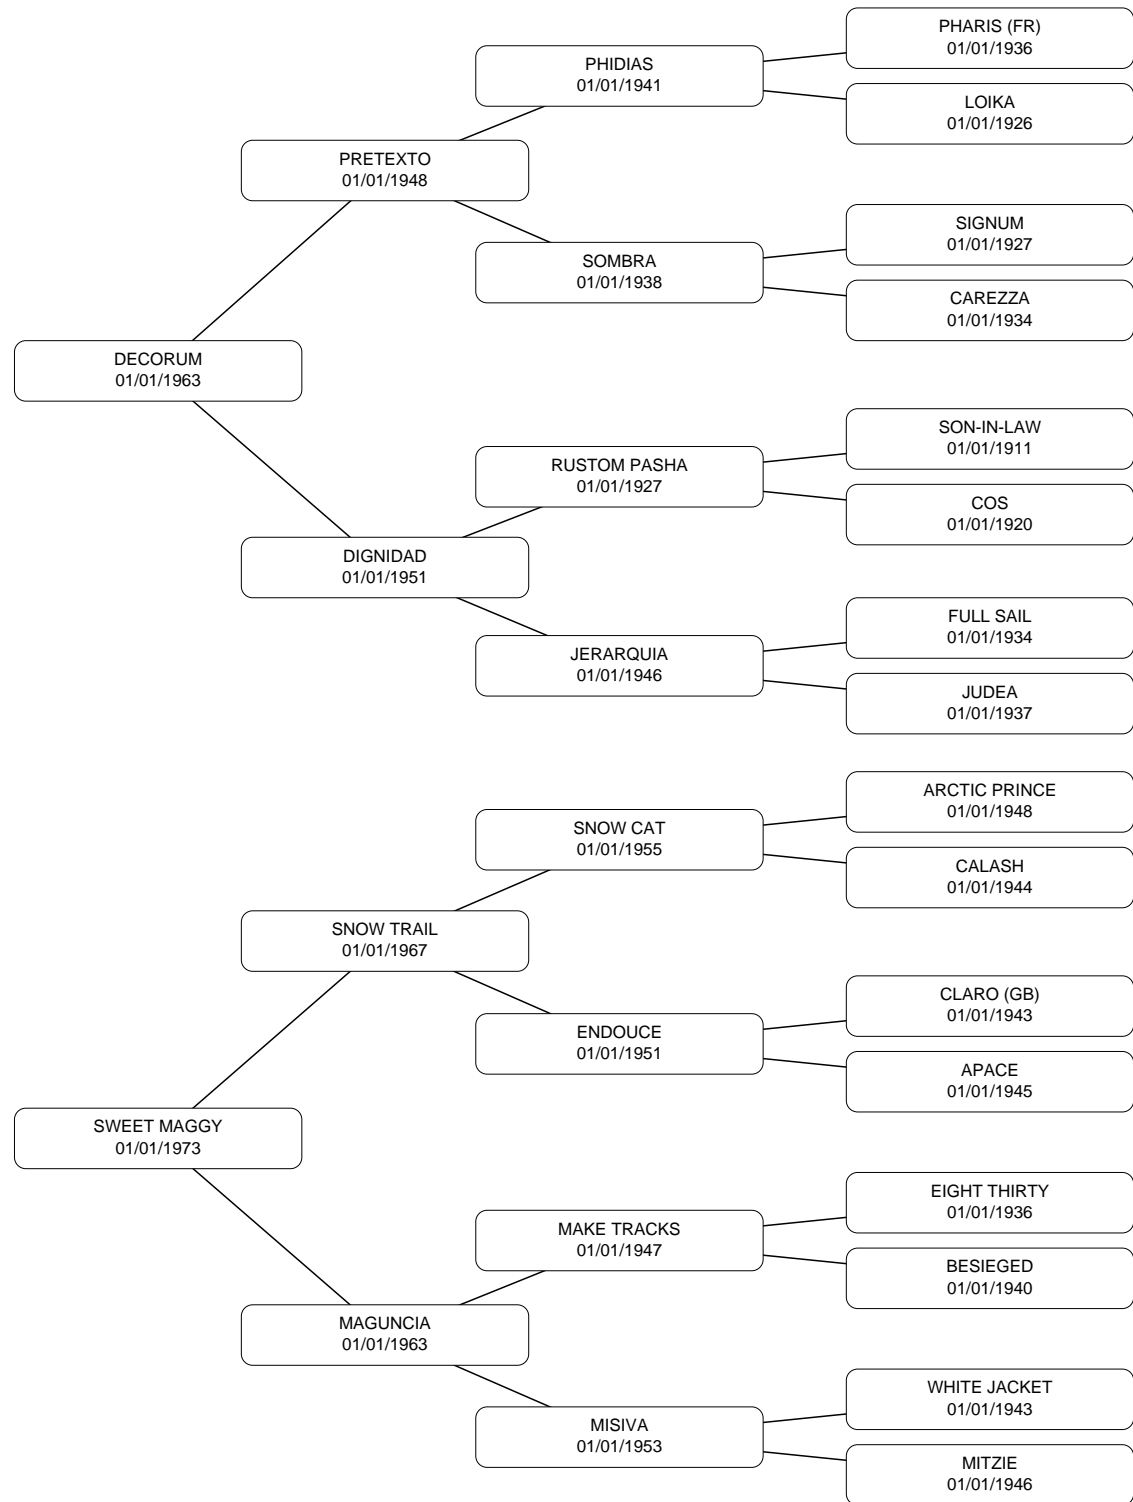 PHARIS (FR)
01/01/1936
PHIDIAS
01/01/1941
LOIKA
01/01/1926
PRETEXTO
01/01/1948
SIGNUM
01/01/1927
SOMBRA
01/01/1938
CAREZZA
01/01/1934
DECORUM
01/01/1963
SON-IN-LAW
01/01/1911
RUSTOM PASHA
01/01/1927
COS
01/01/1920
DIGNIDAD
01/01/1951
FULL SAIL
01/01/1934
JERARQUIA
01/01/1946
JUDEA
01/01/1937
ARCTIC PRINCE
01/01/1948
SNOW CAT
01/01/1955
CALASH
01/01/1944
SNOW TRAIL
01/01/1967
CLARO (GB)
01/01/1943
ENDOUCE
01/01/1951
APACE
01/01/1945
SWEET MAGGY
01/01/1973
EIGHT THIRTY
01/01/1936
MAKE TRACKS
01/01/1947
BESIEGED
01/01/1940
MAGUNCIA
01/01/1963
WHITE JACKET
01/01/1943
MISIVA
01/01/1953
MITZIE
01/01/1946